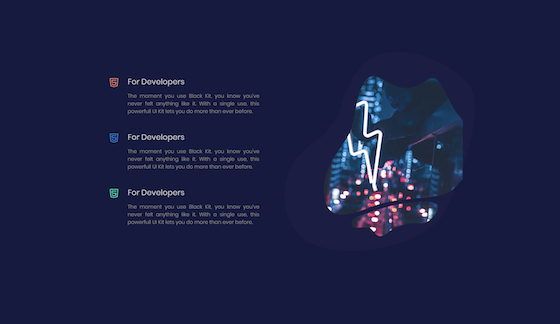 For Developers
The moment you use Black Kit, you know you've
never felt anything like it. With a single use, this
powerful UI Kit lets you do more than ever before.
For Developers
The moment you use Black Kit, you know you've
never felt anything like it. With a single use, this
powerful UI Kit lets you do more than ever before.
For Developers
The moment you use Black Kit, you know you've
never felt anything like it. With a single use, this
powerful UI Kit lets you do more than ever before.